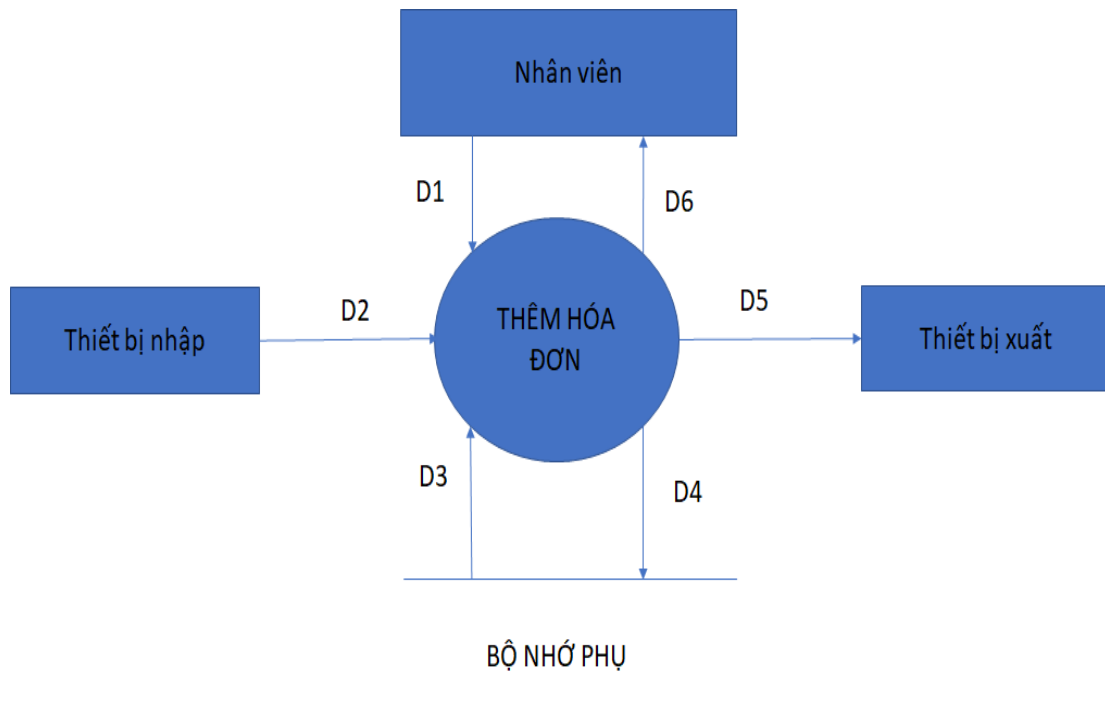 Nhân viên
D1
D6
Thiết bị nhập
D2
THÊM HÓA
ĐƠN
D5
Thiết bị xuất
D3
D4
BỘ NHỚ PHỤ